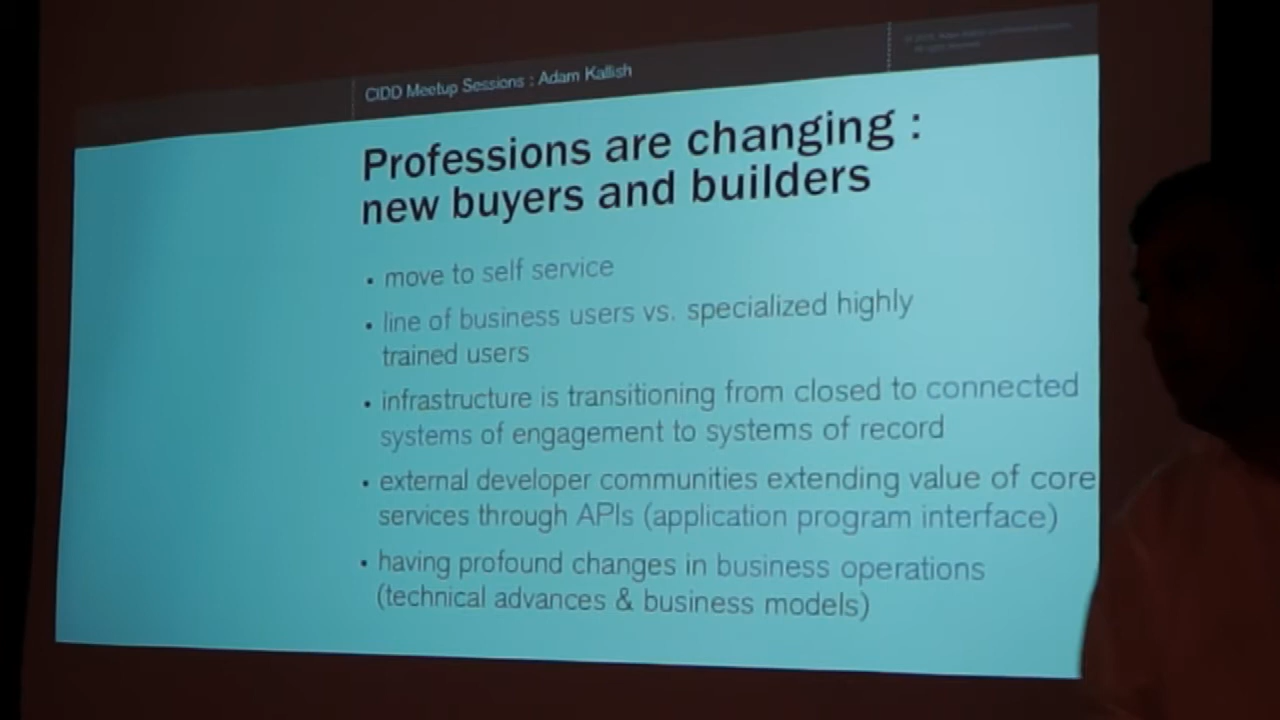 CIDD Meetup Sessions : Adam Kallish
Professions are changing :
new buyers and builders
• move to self service
• line of business users vs. specialized highly
trained users
• infrastructure is transitioning from closed to connected
systems of engagement to systems of record
• external developer communities extending value of core
services through APIs (application program interface)
• having profound changes in business operations
(technical advances & business models)